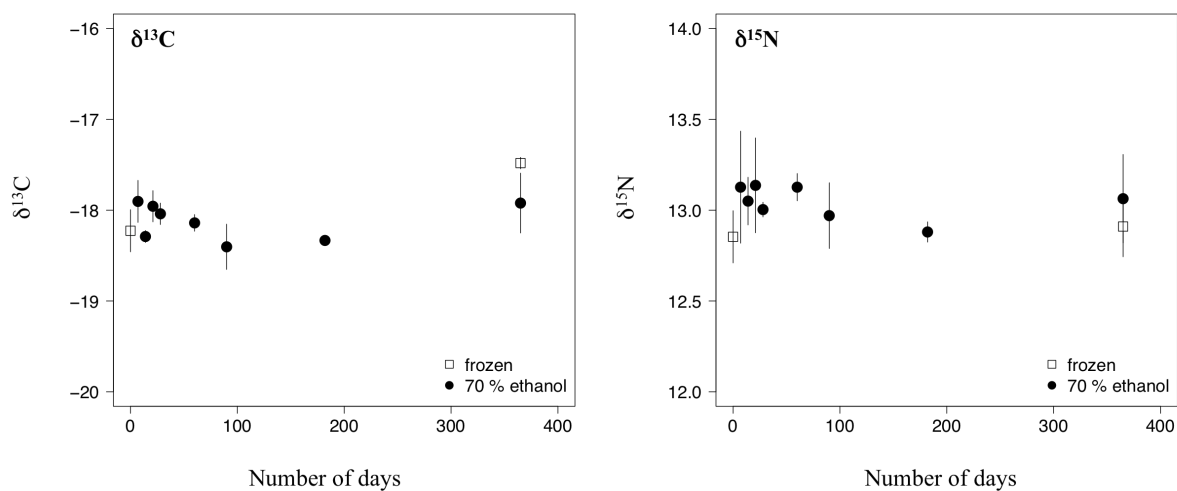 δ¹³C
−16
−17
−18
−19
−20
δ¹³C
0
100
200
300
400
Number of days
frozen
70 % ethanol
δ¹⁵N
14.0
13.5
13.0
12.5
12.0
δ¹⁵N
0
100
200
300
400
Number of days
frozen
70 % ethanol